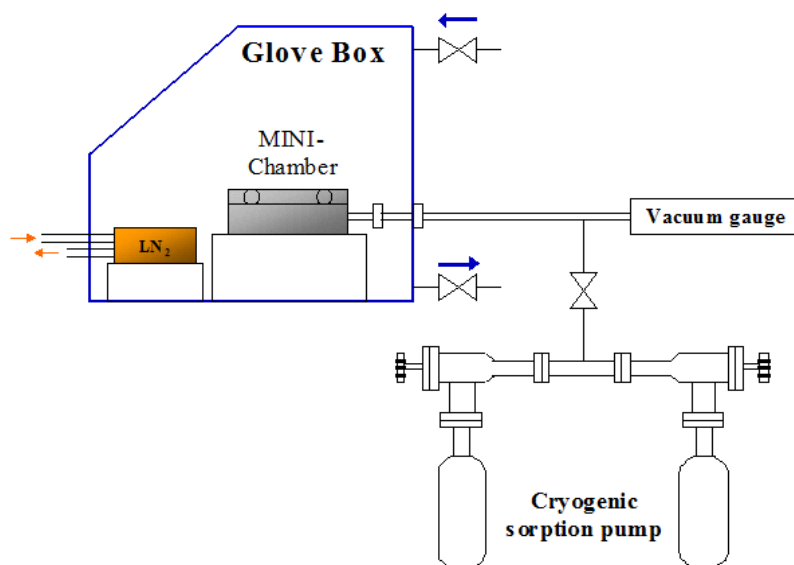 Glove Box
MINI-
Chamber
LN₂
Vacuum gauge
Cryogenic
sorption pump